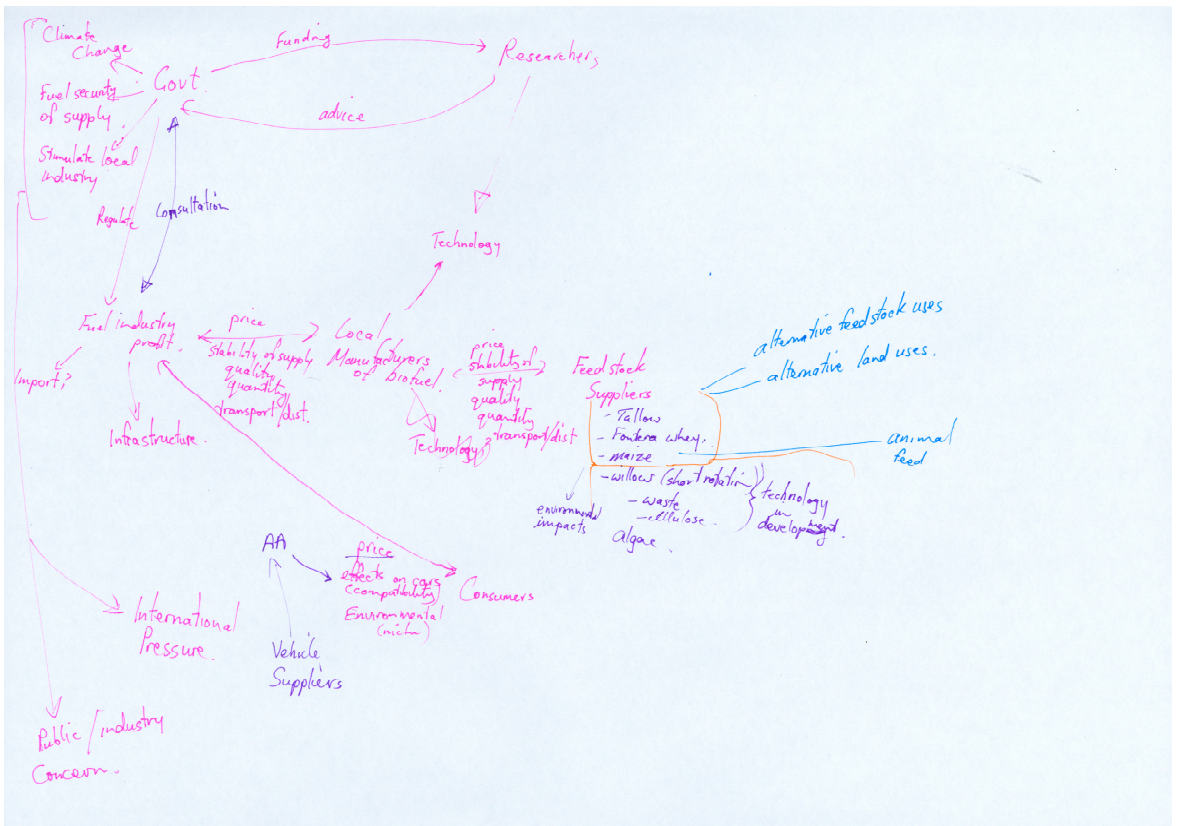 Climate
Change
Govt.
Funding
Researchers
Fuel security
of supply.
advice
Stimulate local
industry
Regulate
Consultation
Technology
Fuel industry
profit.
price
stability of supply
quality
quantity
transport/dist.
Local
Manufacturers
of biofuel.
price
stability of
supply
quality
quantity
transport/dist
Feedstock
Suppliers
- Tallow
- Fontera whey.
- maize
- willows (short rotation)
- waste
- cellulose.
Algae.
technology
in
development.
alternative feedstock uses
alternative land uses.
animal
feed
environmental
impacts
Import?
Infrastructure.
Technology?
AA
price
effects on cars
(compatibility)
Environmental
Consumers
International
Pressure.
Vehicle
Suppliers
Public/industry
Concern.